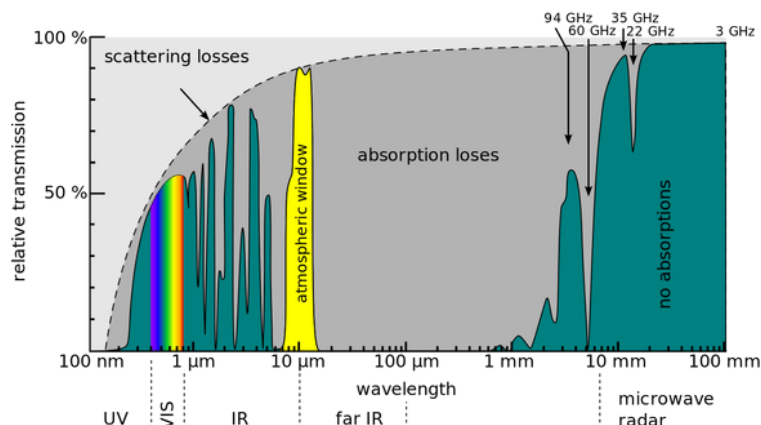 94 GHz 35 GHz
60 GHz 22 GHz 3 GHz
100 %
scattering losses
absorption loses
50 %
relative transmission
atmospheric window
no absorptions
100 nm 1 µm 10 µm 100 µm 1 mm 10 mm 100 mm
wavelength
UV VIS IR far IR microwave
radar